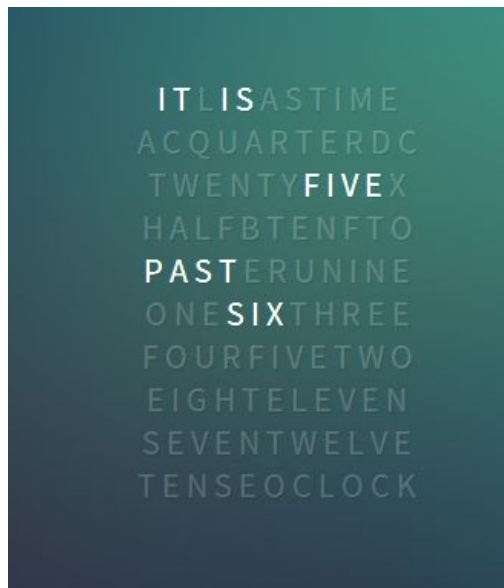 ITLISASTIME
ACQUARTERDC
TWENTYFIVEX
HALFBTENFTO
PASTERUNINE
ONESIXTHREE
FOURFIVETWO
EIGHTELEVEN
SEVENTWELVE
TENSEOCLOCK